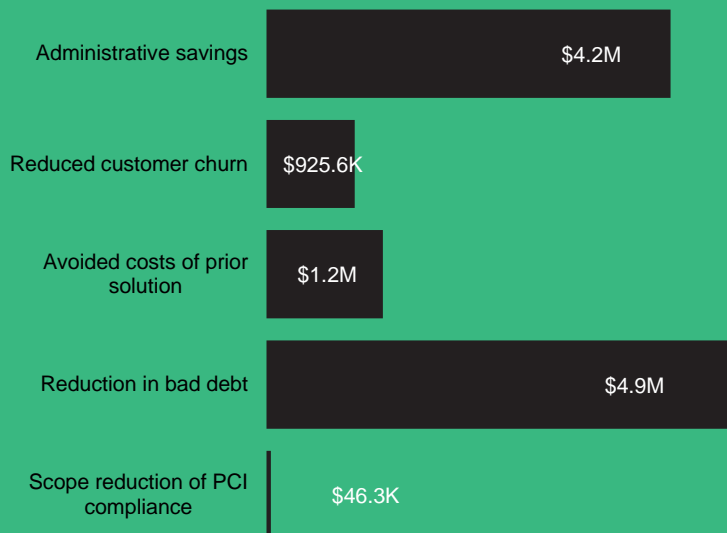 Administrative savings
$4.2M
Reduced customer churn
$925.6K
Avoided costs of prior
solution
$1.2M
Reduction in bad debt
$4.9M
Scope reduction of PCI
compliance
$46.3K